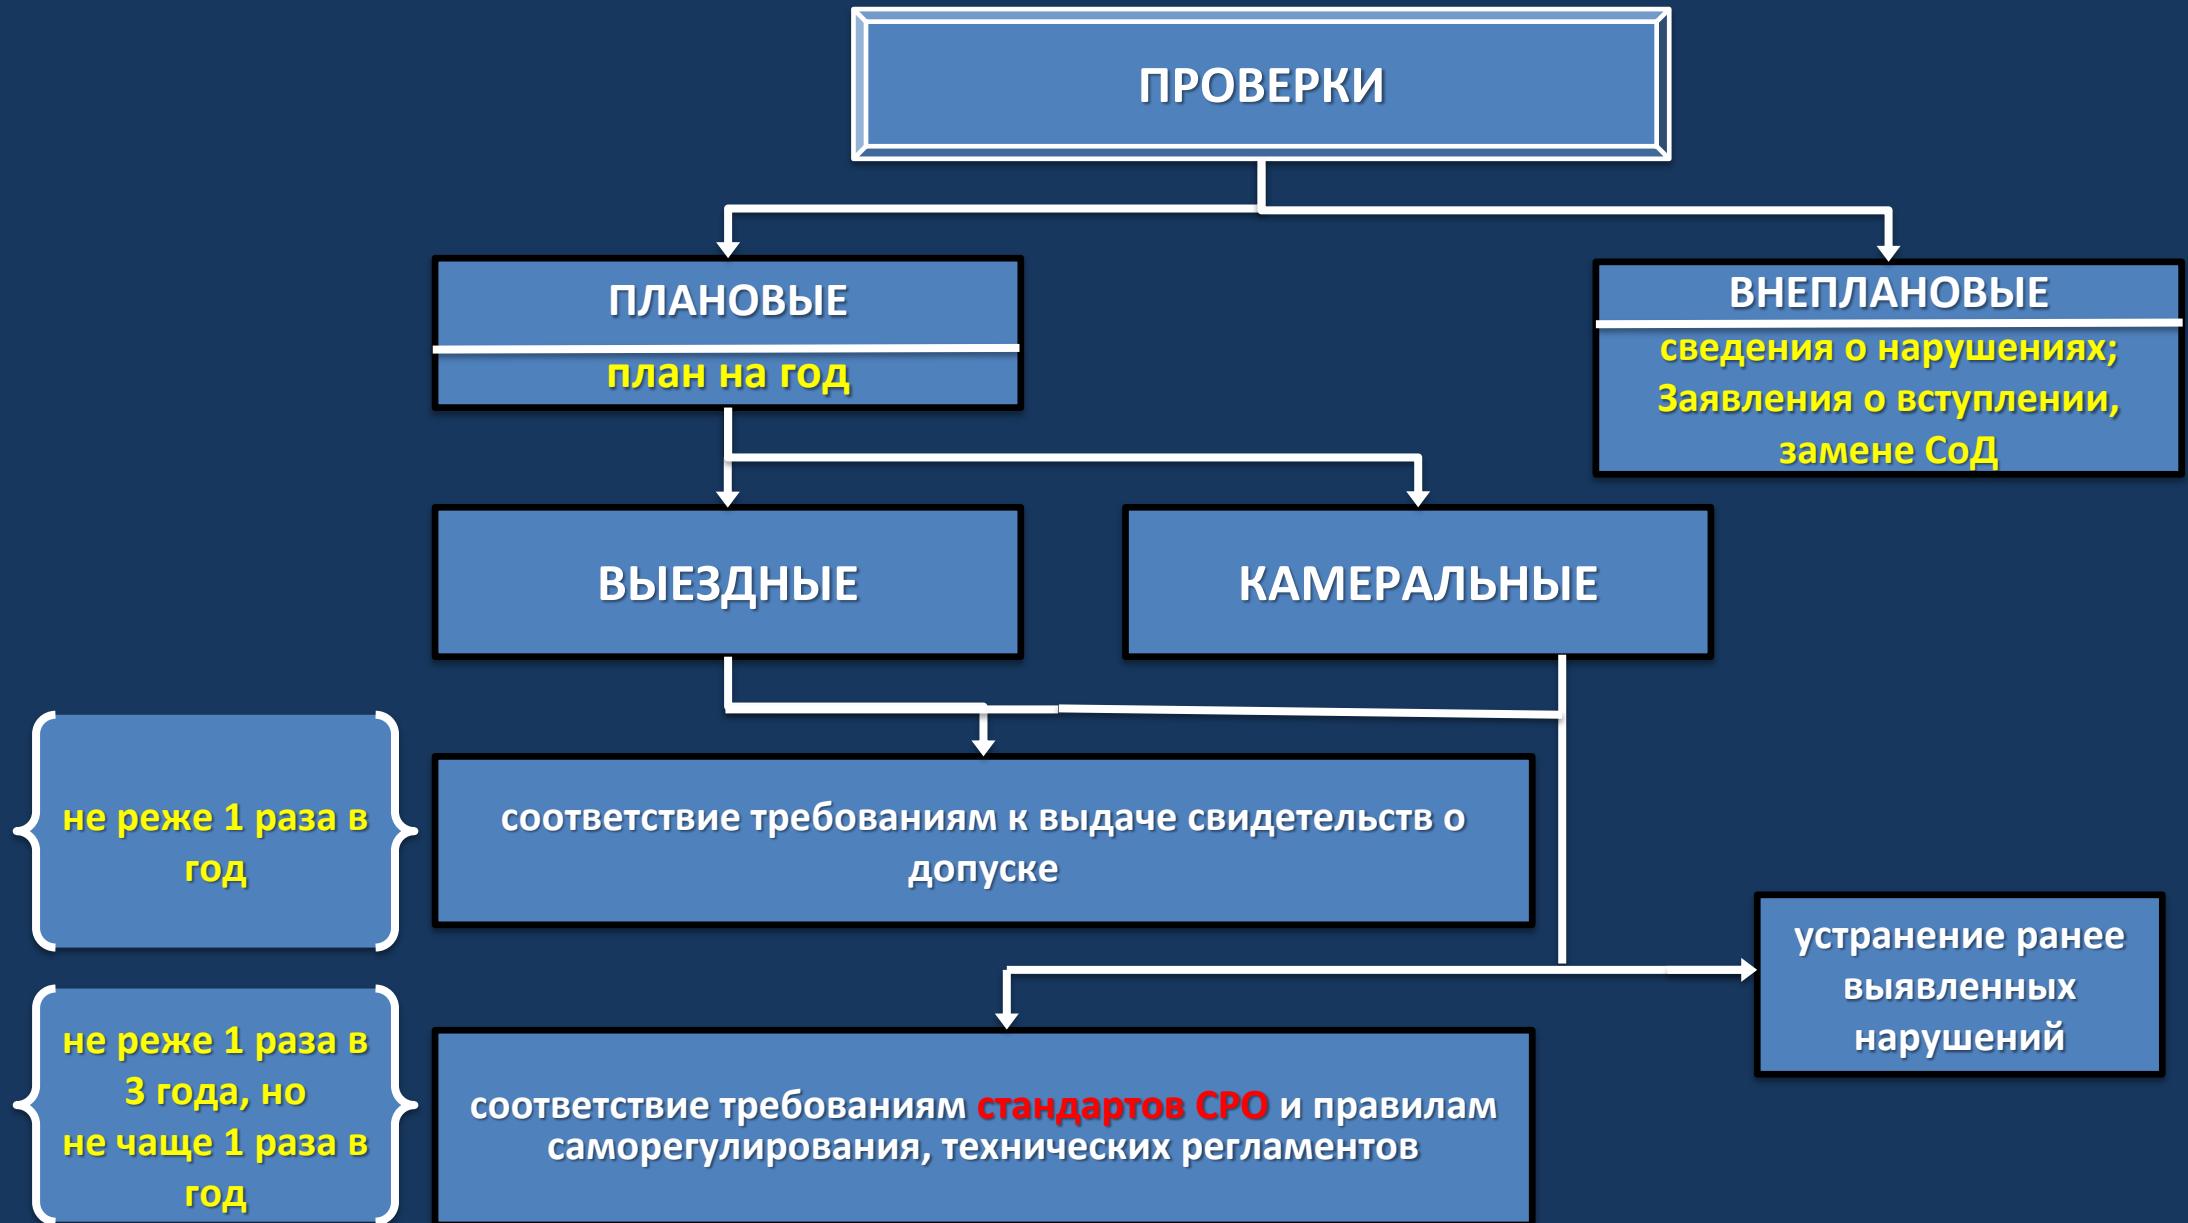 ПРОВЕРКИ
ПЛАНОВЫЕ
план на год
ВНЕПЛАНОВЫЕ
сведения о нарушениях;
Заявления о вступлении,
замене СоД
ВЫЕЗДНЫЕ
КАМЕРАЛЬНЫЕ
не реже 1 раза в
год
соответствие требованиям к выдаче свидетельств о
допуске
устранение ранее
выявленных
нарушений
не реже 1 раза в
3 года, но
не чаще 1 раза в
год
соответствие требованиям стандартов СРО и правилам
саморегулирования, технических регламентов